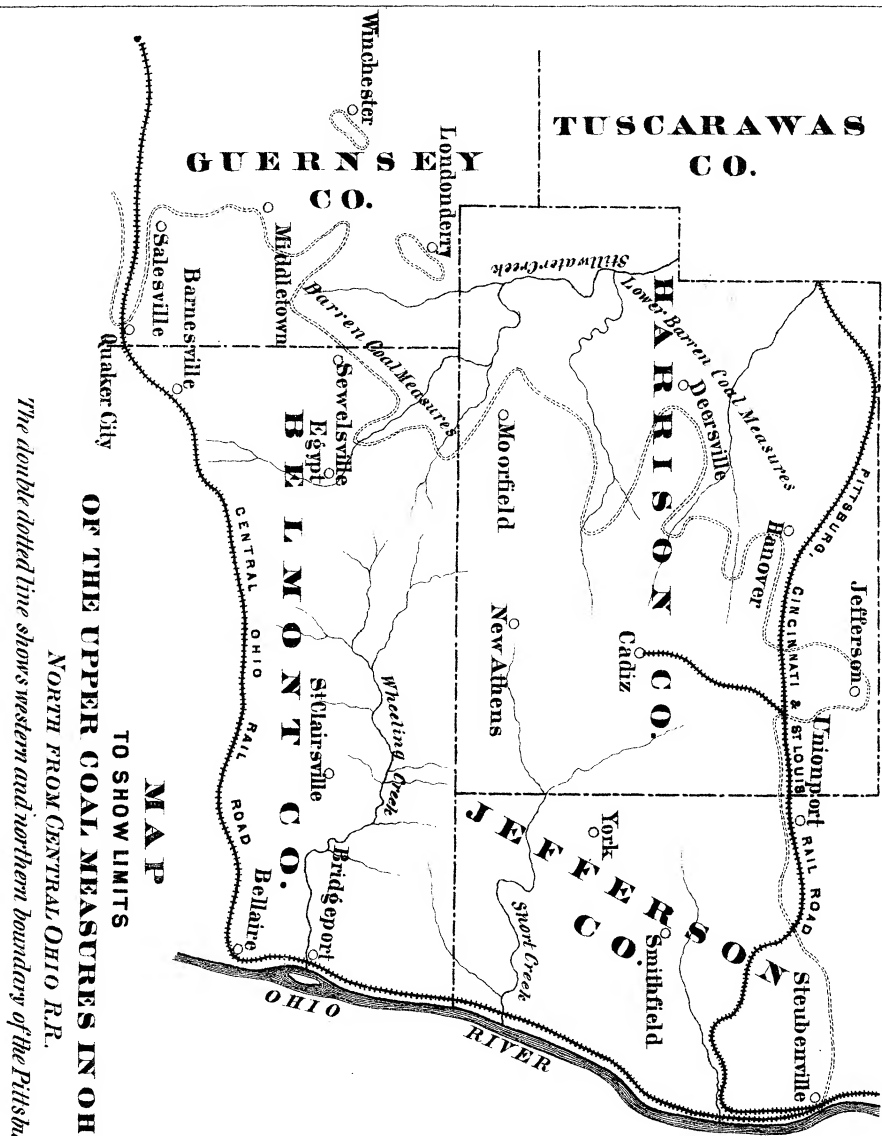 TUSCARAWAS
CO.
GUERNSEY
CO.
Winchester
Londonderry
Stillwater Creek
Middletown
Salesville
Barnesville
Quaker City
Barren Coal Measures
Lower Barren Coal Measures
HARRISON CO.
Deersville
Moorfield
Hanover
Jefferson
Cadiz
New Athens
Unionport
PITTSBURG, CINCINNATI & ST LOUIS RAIL ROAD
Sewelsville
Egypt
BELMONT CO.
CENTRAL OHIO RAIL ROAD
St Clairsville
Wheeling Creek
Bridgeport
Bellaire
JEFFERSON
CO.
York
Smithfield
Short Creek
Steubenville
OHIO RIVER
MAP
TO SHOW LIMITS
OF THE UPPER COAL MEASURES IN OH
NORTH FROM CENTRAL OHIO R.R.
The double dotted line shows western and northern boundary of the Pittsbu